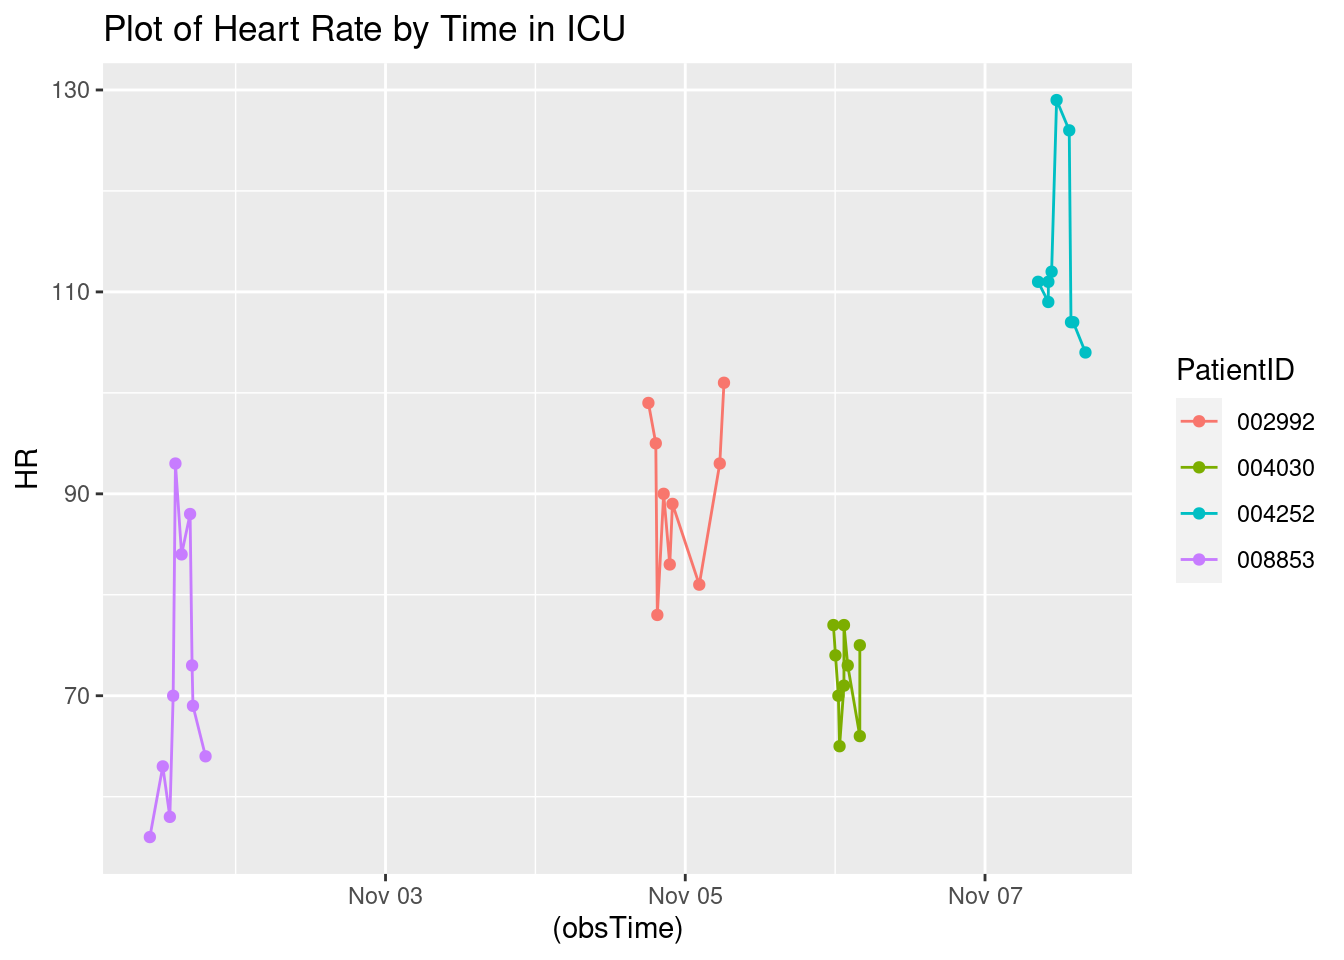 Plot of Heart Rate by Time in ICU
130
110
90
70
HR
Nov 03
Nov 05
Nov 07
(obsTime)
PatientID
002992
004030
004252
008853